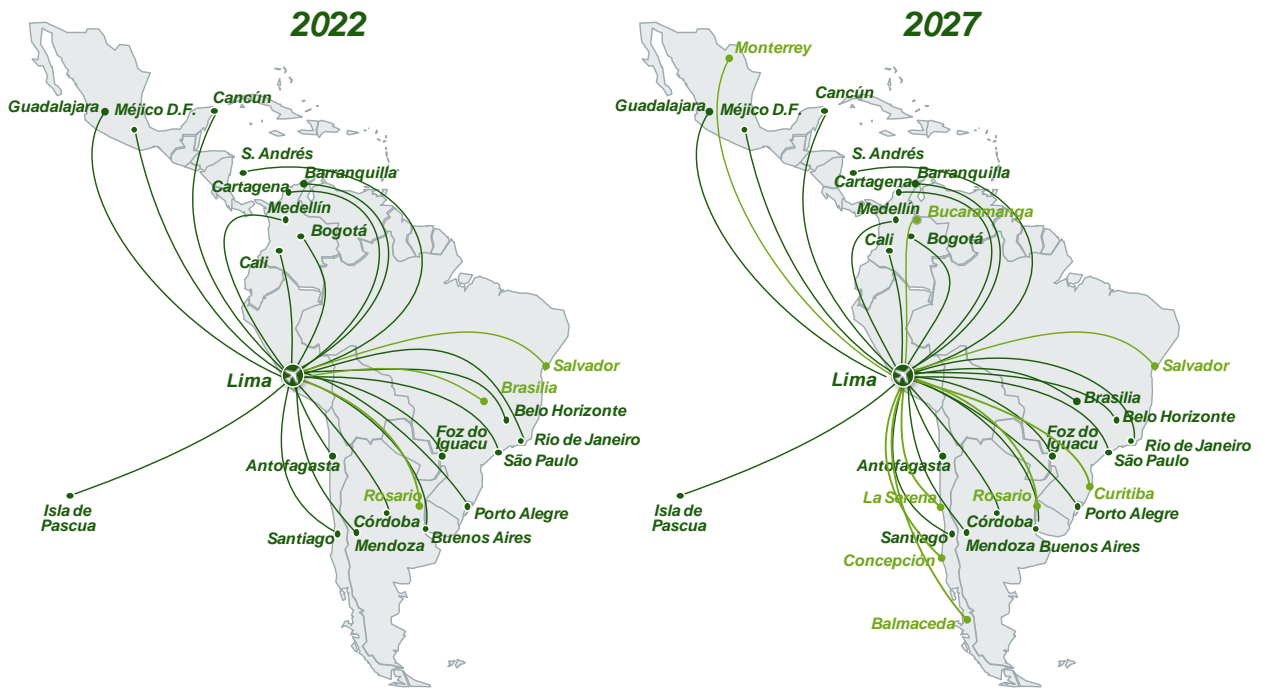 2022
Guadalajara
Méjico D.F.
Cancún
S. Andrés
Barranquilla
Cartagena
Medellín
Bogotá
Cali
Lima
Salvador
Brasilia
Belo Horizonte
Foz do
Iguacu
Rio de Janeiro
São Paulo
Antofagasta
Rosario
Isla de
Pascua
Córdoba
Porto Alegre
Santiago
Mendoza
Buenos Aires
2027
Monterrey
Guadalajara
Méjico D.F.
Cancún
S. Andrés
Barranquilla
Cartagena
Medellín
Bucaramanga
Cali
Bogotá
Lima
Salvador
Brasilia
Belo Horizonte
Foz do
Iguacu
Rio de Janeiro
São Paulo
Antofagasta
La Serena
Rosario
Curitiba
Isla de
Pascua
Córdoba
Porto Alegre
Santiago
Mendoza
Buenos Aires
Concepción
Balmaceda